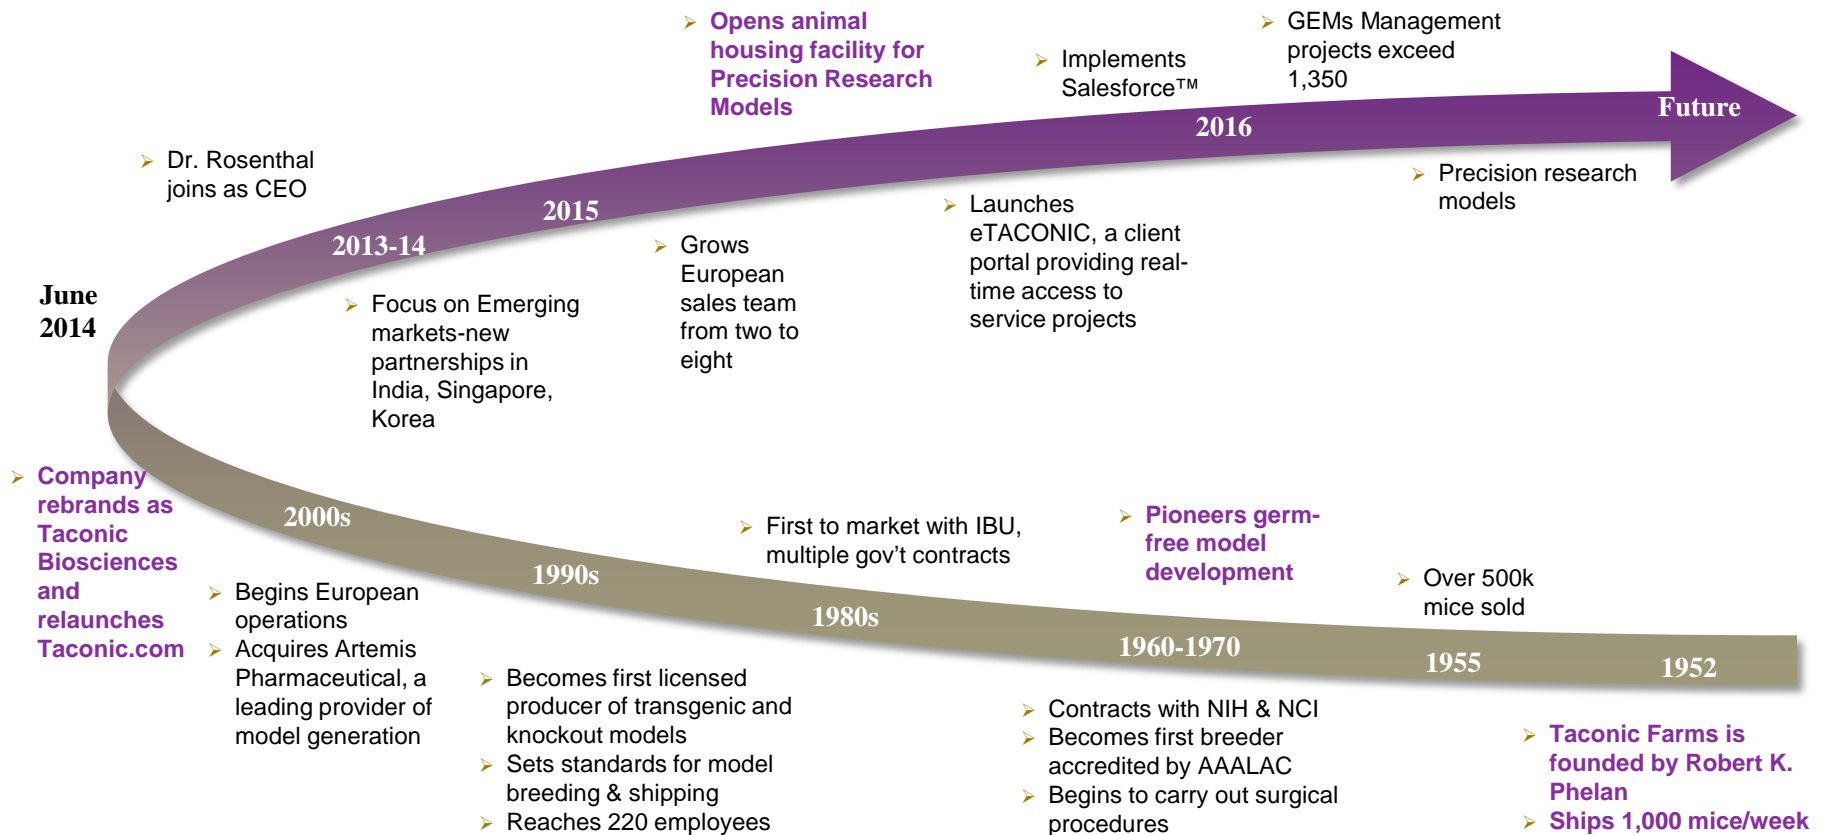 Opens animal
housing facility for
Precision Research
Models
Implements
Salesforce™
GEMs Management
projects exceed
1,350
Future
2016
Dr. Rosenthal
joins as CEO
2015
2013-14
Precision research
models
Launches
eTACONIC, a client
portal providing real-
time access to
service projects
Grows
European
sales team
from two to
eight
June
2014
Focus on Emerging
markets-new
partnerships in
India, Singapore,
Korea
Company
rebrands as
Taconic
Biosciences
and
relaunches
Taconic.com
2000s
Begins European
operations
Acquires Artemis
Pharmaceutical, a
leading provider of
model generation
1990s
Becomes first licensed
producer of transgenic and
knockout models
Sets standards for model
breeding & shipping
Reaches 220 employees
First to market with IBU,
multiple gov’t contracts
1980s
Pioneers germ-
free model
development
1960-1970
Contracts with NIH & NCI
Becomes first breeder
accredited by AAALAC
Begins to carry out surgical
procedures
Over 500k
mice sold
1955
1952
Taconic Farms is
founded by Robert K.
Phelan
Ships 1,000 mice/week